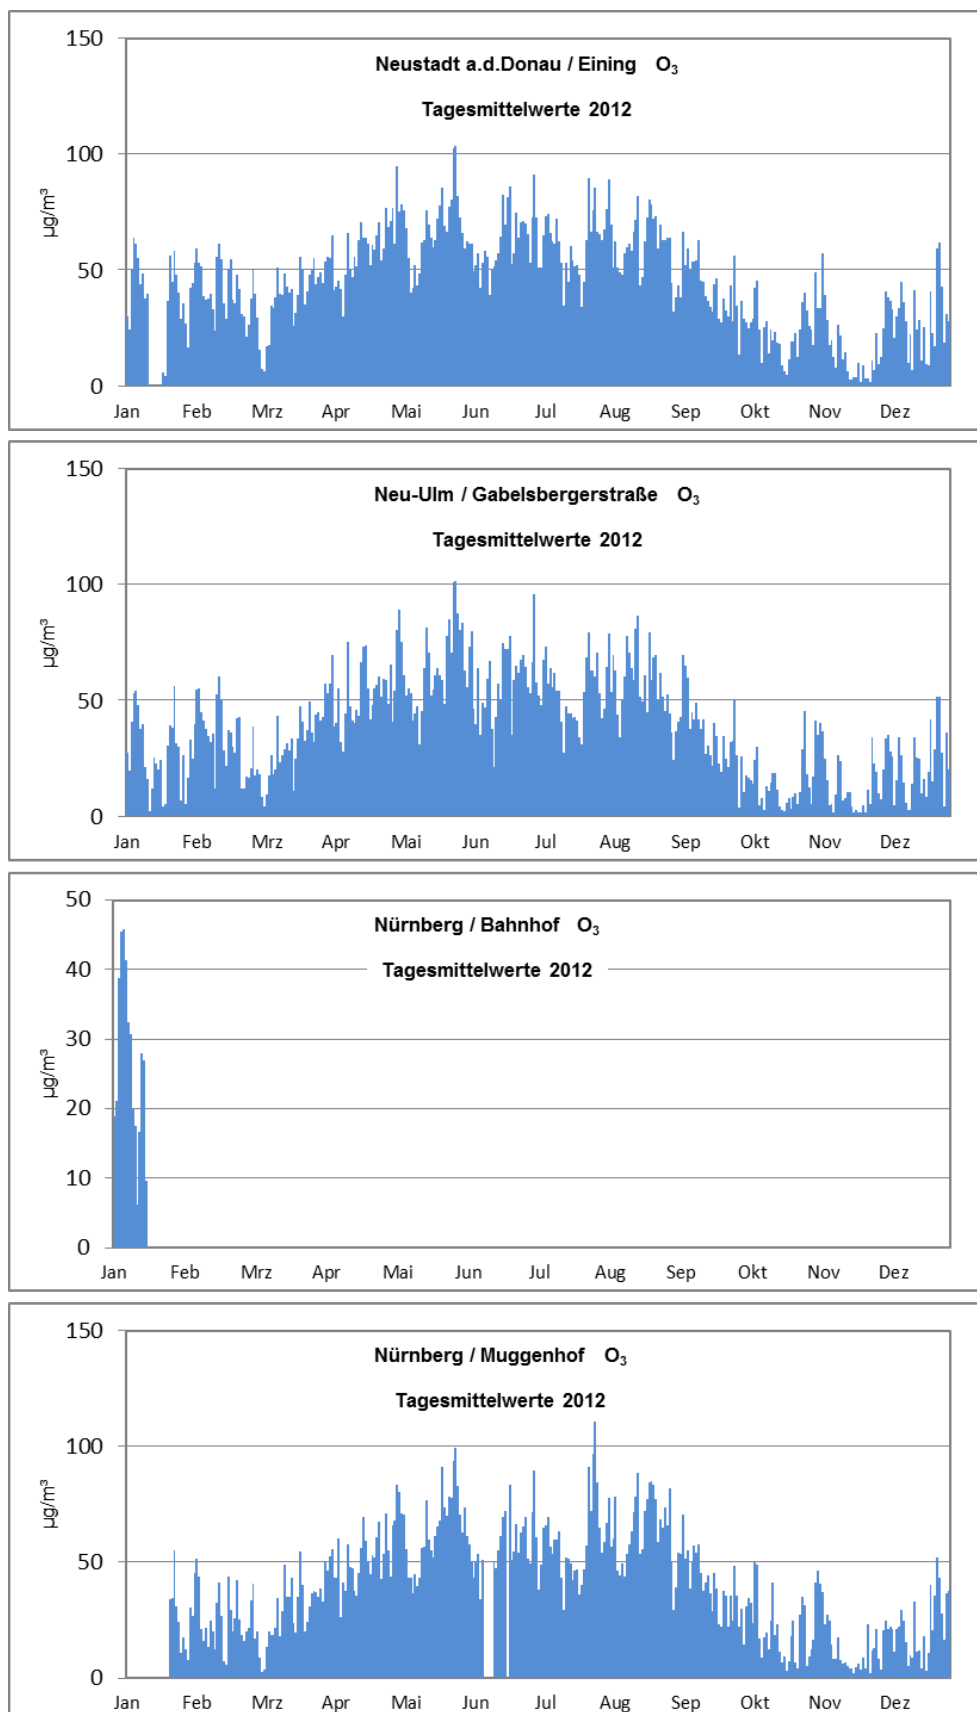 150
Neustadt a.d.Donau / Eining O₃
Tagesmittelwerte 2012
100
µg/m³
50
0
Jan Feb Mrz Apr Mai Jun Jul Aug Sep Okt Nov Dez
150
Neu-Ulm / Gabelsbergerstraße O₃
Tagesmittelwerte 2012
100
µg/m³
50
0
Jan Feb Mrz Apr Mai Jun Jul Aug Sep Okt Nov Dez
50
Nürnberg / Bahnhof O₃
40
Tagesmittelwerte 2012
30
µg/m³
20
10
0
Jan Feb Mrz Apr Mai Jun Jul Aug Sep Okt Nov Dez
150
Nürnberg / Muggenhof O₃
Tagesmittelwerte 2012
100
µg/m³
50
0
Jan Feb Mrz Apr Mai Jun Jul Aug Sep Okt Nov Dez